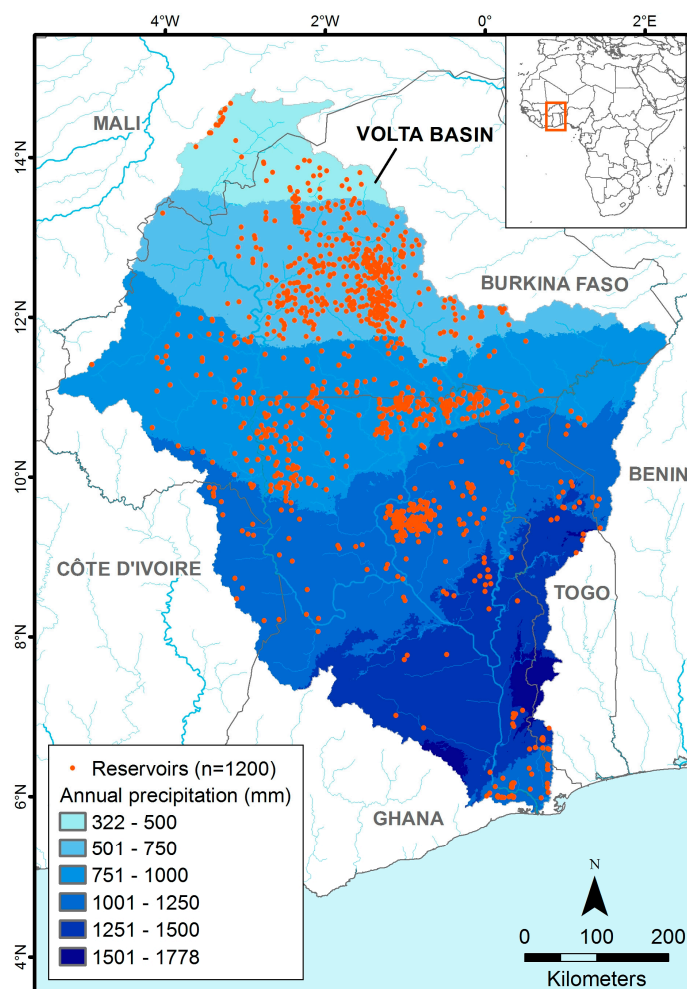 4°W
2°W
0°
2°E
MALI
VOLTA BASIN
14°N
BURKINA FASO
12°N
10°N
BENIN
CÔTE D'IVOIRE
TOGO
8°N
Reservoirs (n=1200)
Annual precipitation (mm)
322 - 500
501 - 750
751 - 1000
1001 - 1250
1251 - 1500
1501 - 1778
6°N
GHANA
4°N
N
0 100 200
Kilometers